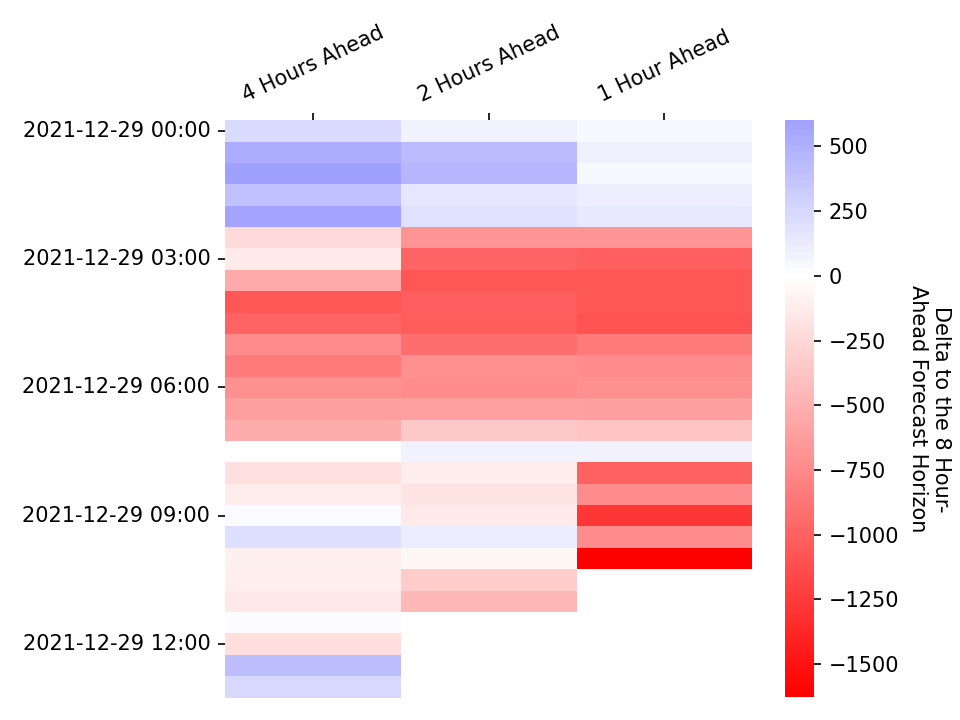 4 Hours Ahead
2 Hours Ahead
1 Hour Ahead
2021-12-29 00:00
2021-12-29 03:00
2021-12-29 06:00
2021-12-29 09:00
2021-12-29 12:00
500
250
0
−250
−500
−750
−1000
−1250
−1500
Delta to the 8 Hour-
Ahead Forecast Horizon